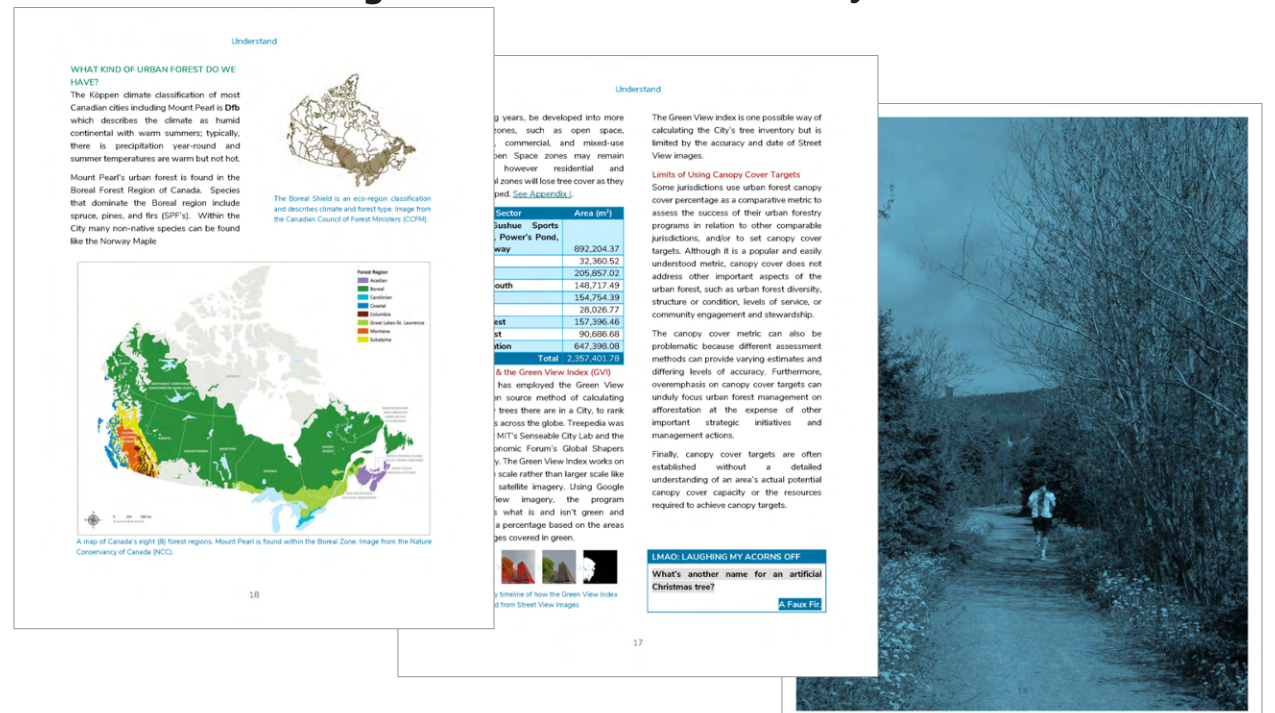 Understand
WHAT KIND OF URBAN FOREST DO WE
HAVE?
The Köppen climate classification of most
Canadian cities including Mount Pearl is Dfb
which describes the climate as humid
continental with warm summers; typically,
there is precipitation year-round and
summer temperatures are warm but not hot.
Mount Pearl's urban forest is found in the
Boreal Forest Region of Canada. Species
that dominate the Boreal region include
spruce, pines, and firs (SPF's). Within the
City many non-native species can be found
like the Norway Maple
The Boreal Shield is an eco-region classification
and describes climate and forest type. Image from
the Canadian Council of Forest Ministers (CCFM).
Forest Region
Acadian
Boreal
Carolinian
Coastal
Columbia
Great Lakes-St. Lawrence
Montane
Subalpine
A map of Canada's eight (8) forest regions. Mount Pearl is found within the Boreal Zone. Image from the Nature
Conservancy of Canada (NCC).
18
Understand
g years, be developed into more
zones, such as open space,
, commercial, and mixed-use
en Space zones may remain
however residential and
l zones will lose tree cover as they
ped. See Appendix I.
Sector Area (m²)
Gushue Sports
, Power's Pond,
way 892,204.37
32,360.52
205,857.02
outh 148,717.49
154,754.39
28,026.77
est 157,396.46
st 90,686.68
tion 647,398.08
Total 2,357,401.78
& the Green View Index (GVI)
has employed the Green View
n source method of calculating
trees there are in a City, to rank
s across the globe. Treepedia was
MIT's Senseable City Lab and the
onomic Forum's Global Shapers
y. The Green View Index works on
scale rather than larger scale like
satellite imagery. Using Google
iew imagery, the program
s what is and isn't green and
a percentage based on the areas
ges covered in green.
y timeline of how the Green View Index
d from Street View Images
The Green View index is one possible way of
calculating the City's tree inventory but is
limited by the accuracy and date of Street
View images.
Limits of Using Canopy Cover Targets
Some jurisdictions use urban forest canopy
cover percentage as a comparative metric to
assess the success of their urban forestry
programs in relation to other comparable
jurisdictions, and/or to set canopy cover
targets. Although it is a popular and easily
understood metric, canopy cover does not
address other important aspects of the
urban forest, such as urban forest diversity,
structure or condition, levels of service, or
community engagement and stewardship.
The canopy cover metric can also be
problematic because different assessment
methods can provide varying estimates and
differing levels of accuracy. Furthermore,
overemphasis on canopy cover targets can
unduly focus urban forest management on
afforestation at the expense of other
important strategic initiatives and
management actions.
Finally, canopy cover targets are often
established without a detailed
understanding of an area's actual potential
canopy cover capacity or the resources
required to achieve canopy targets.
LMAO: LAUGHING MY ACORNS OFF
What's another name for an artificial
Christmas tree?
A Faux Fir.
17
14